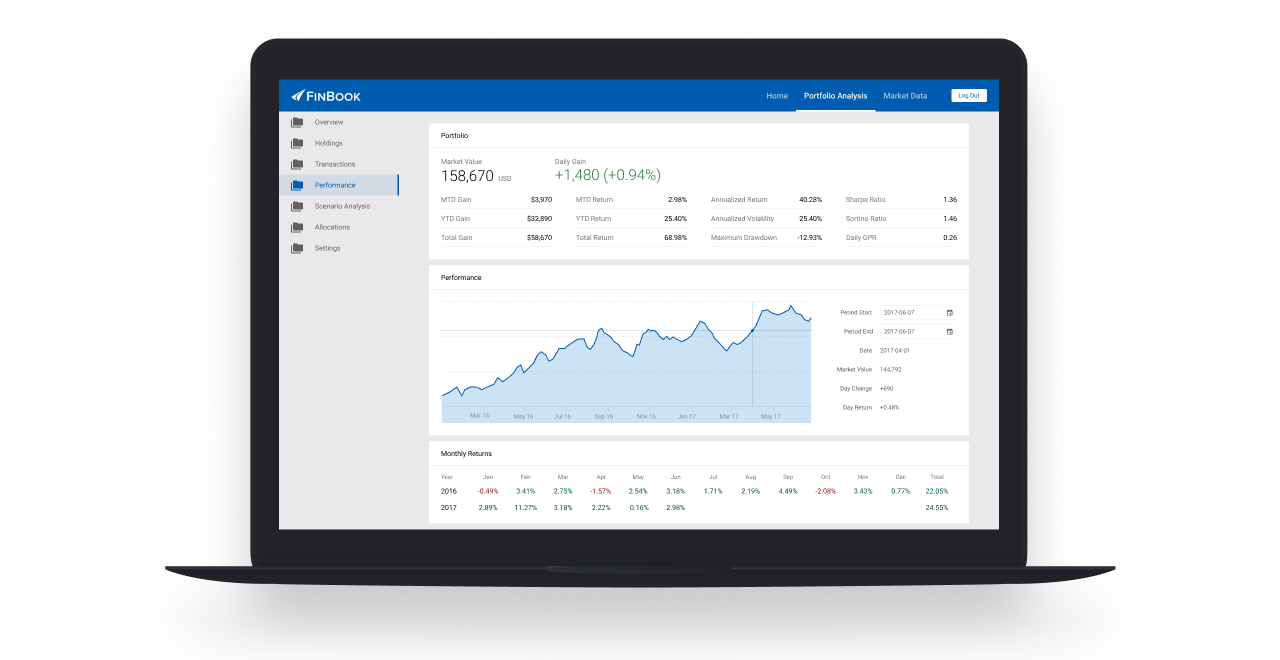 FINBOOK
Home Portfolio Analysis Market Data Log Out
Overview
Holdings
Transactions
Performance
Scenario Analysis
Allocations
Settings
Portfolio
Market Value Daily Gain
158,670 USD +1,480 (+0.94%)
MTD Gain $3,970 MTD Return 2.98% Annualized Return 40.28% Sharpe Ratio 1.36
YTD Gain $32,890 YTD Return 25.40% Annualized Volatility 25.40% Sortino Ratio 1.46
Total Gain $58,670 Total Return 68.98% Maximum Drawdown -12.93% Daily GPR 0.26
Performance
Period Start 2017-06-07
Period End 2017-06-07
Date 2017-04-01
Market Value 144,792
Day Change +690
Day Return +0.48%
Mar 16 May 16 Jul 16 Sep 16 Nov 16 Jan 17 Mar 17 May 17
Monthly Returns
Year Jan Feb Mar Apr May Jun Jul Aug Sep Oct Nov Dec Total
2016 -0.49% 3.41% 2.75% -1.57% 2.54% 3.18% 1.71% 2.19% 4.49% -2.08% 3.43% 0.77% 22.05%
2017 2.89% 11.27% 3.18% 2.22% 0.16% 2.98% 24.55%